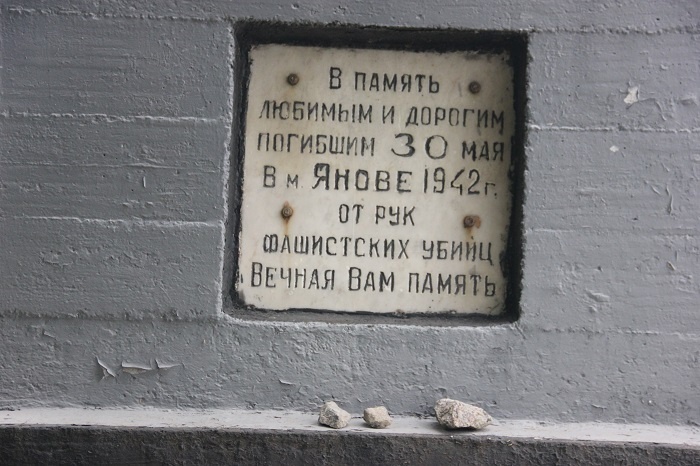 В ПАМЯТЬ
ЛЮБИМЫМ И ДОРОГИМ
ПОГИБШИМ 30 МАЯ
В м. ЯНОВЕ 1942 г.
ОТ РУК
ФАШИСТСКИХ УБИЙЦ
ВЕЧНАЯ ВАМ ПАМЯТЬ